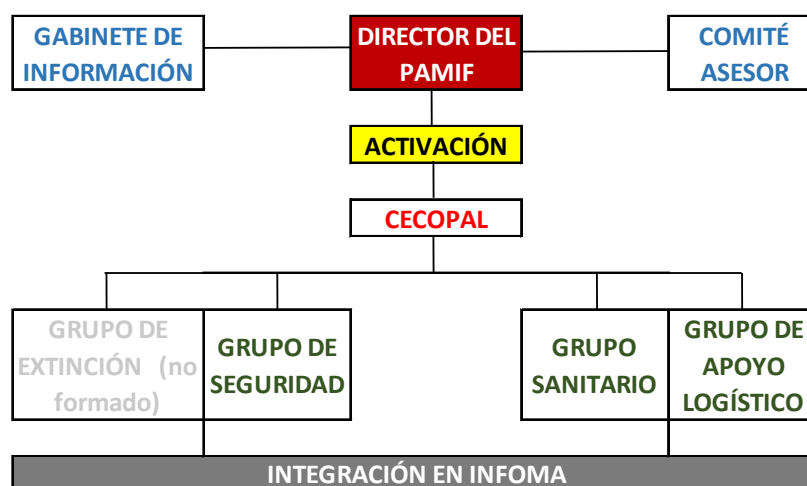 GABINETE DE
INFORMACIÓN
DIRECTOR DEL
PAMIF
COMITÉ
ASESOR
ACTIVACIÓN
CECOPAL
GRUPO DE
EXTINCIÓN (no
formado)
GRUPO DE
SEGURIDAD
GRUPO
SANITARIO
GRUPO DE
APOYO
LOGÍSTICO
INTEGRACIÓN EN INFOMA